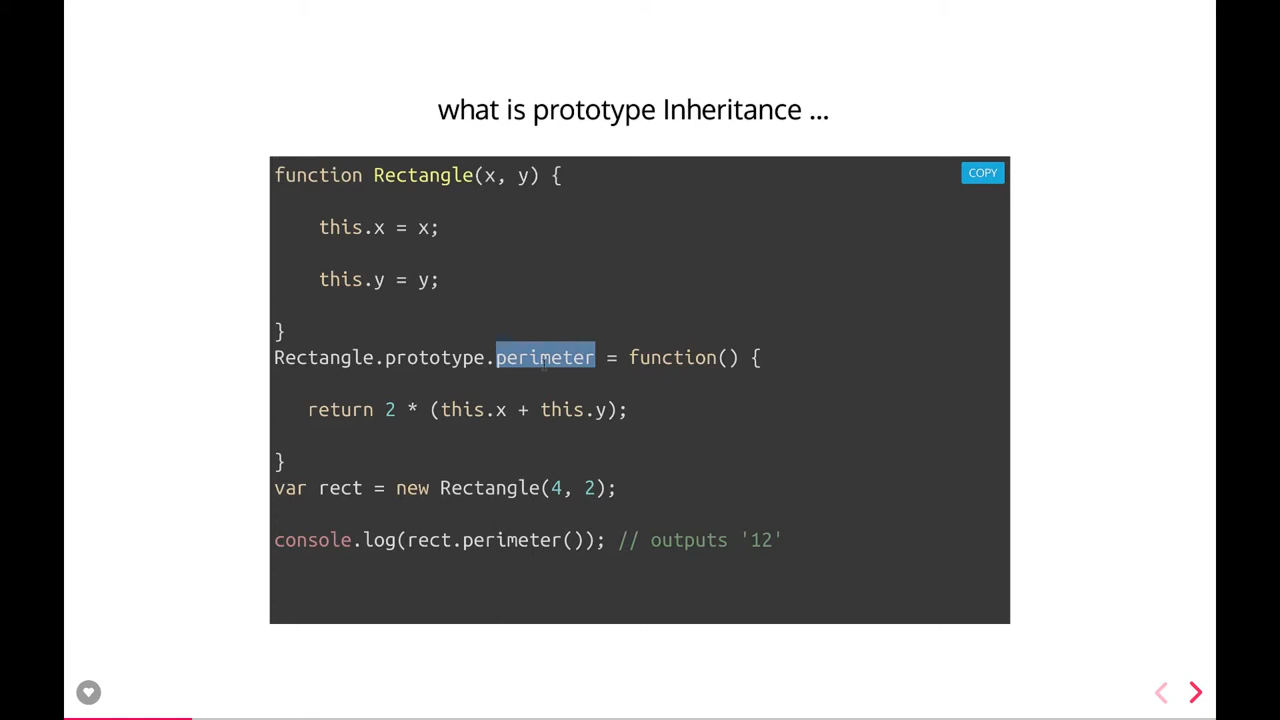 what is prototype Inheritance ...
COPY
function Rectangle(x, y) {
this.x = x;
this.y = y;
}
Rectangle.prototype.perimeter = function() {
return 2 * (this.x + this.y);
}
var rect = new Rectangle(4, 2);
console.log(rect.perimeter()); // outputs '12'